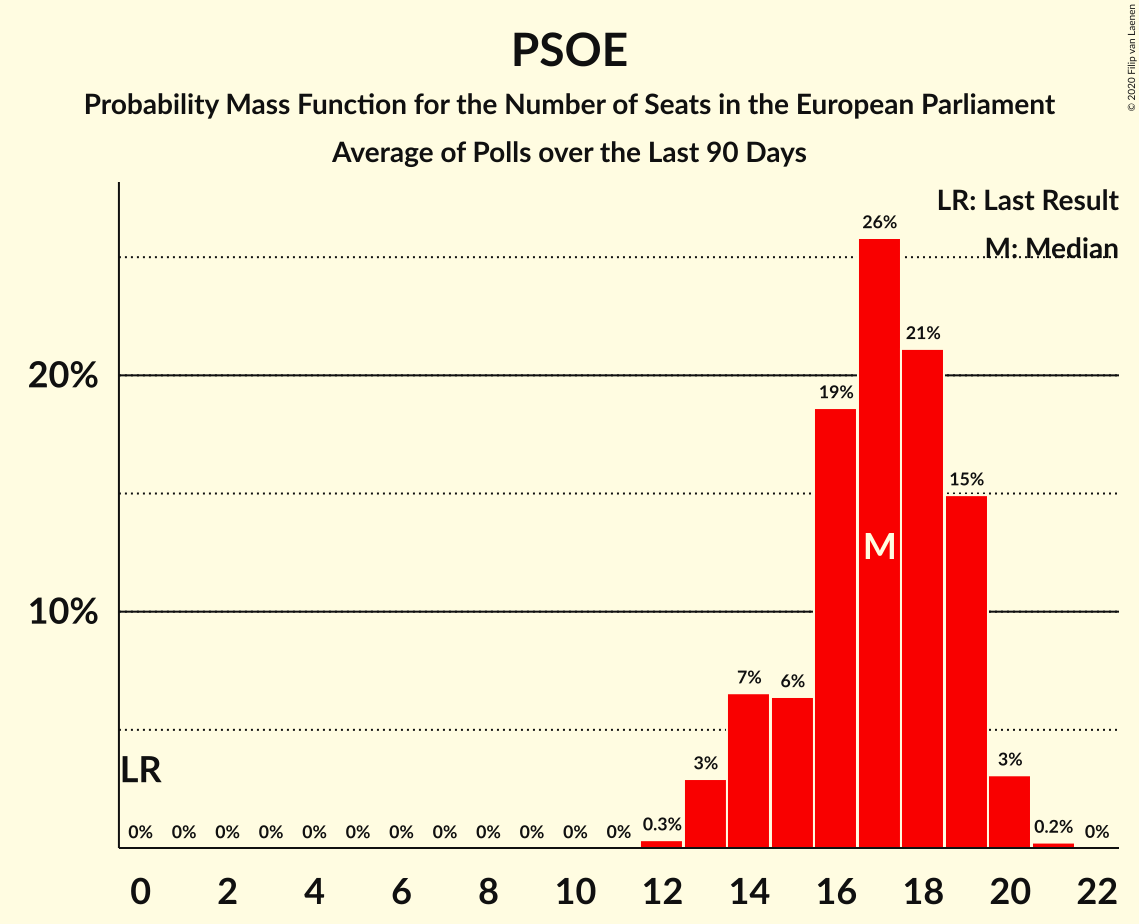 PSOE
Probability Mass Function for the Number of Seats in the European Parliament
Average of Polls over the Last 90 Days
© 2020 Filip van Laenen
LR: Last Result
M: Median
26%
21%
20%
19%
15%
M
10%
7%
6%
3%
3%
LR
0% 0% 0% 0% 0% 0% 0% 0% 0% 0% 0% 0% 0.3% 0.2% 0%
0 2 4 6 8 10 12 14 16 18 20 22